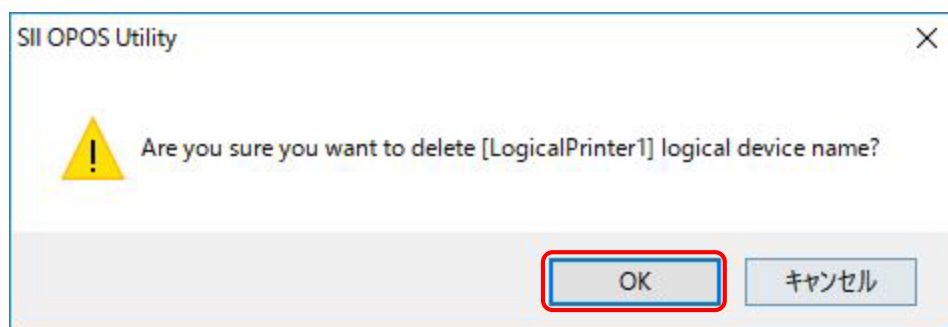 SII OPOS Utility
Are you sure you want to delete [LogicalPrinter1] logical device name?
OK
キャンセル